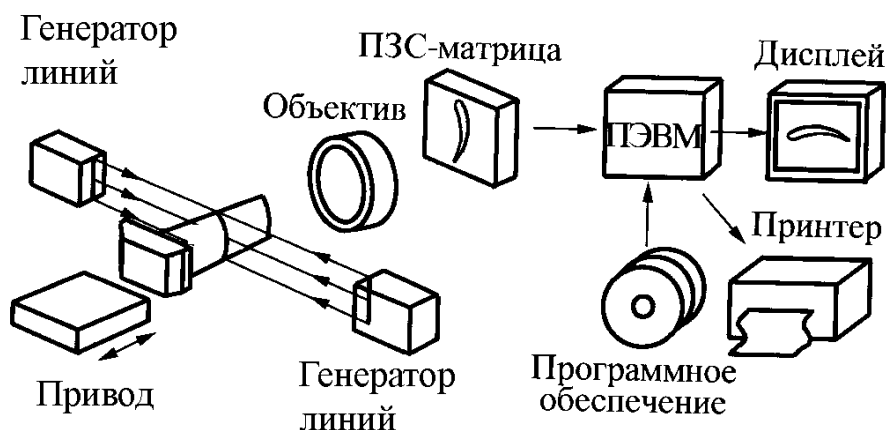 Генератор
линий
Объектив
ПЗС-матрица
ПЭВМ
Дисплей
Принтер
Привод
Генератор
линий
Программное
обеспечение